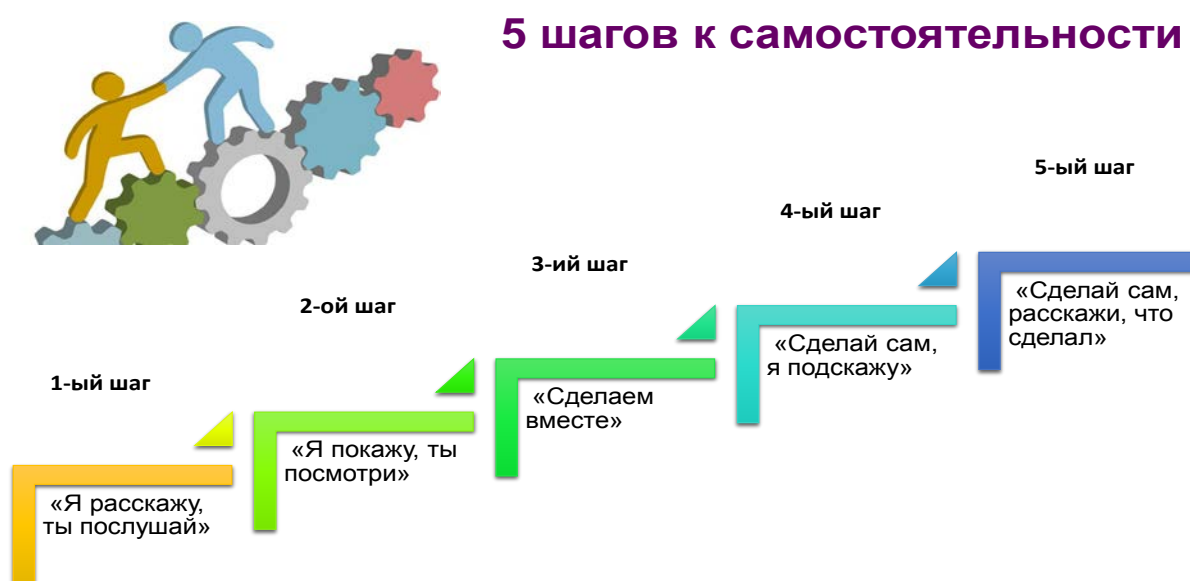 5 шагов к самостоятельности
1-ый шаг
«Я расскажу,
ты послушай»
2-ой шаг
«Я покажу, ты
посмотри»
3-ий шаг
«Сделаем
вместе»
4-ый шаг
«Сделай сам,
я подскажу»
5-ый шаг
«Сделай сам,
расскажи, что
сделал»